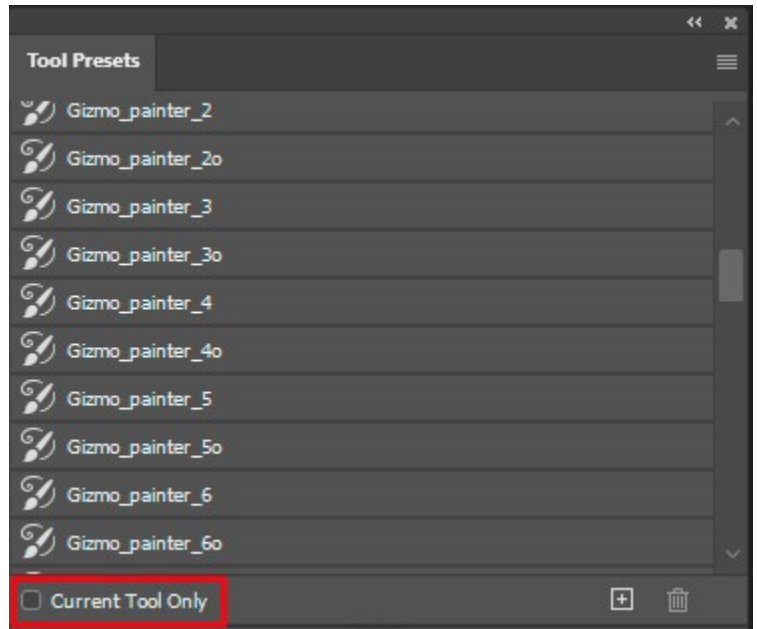 Tool Presets
Gizmo_painter_2
Gizmo_painter_2o
Gizmo_painter_3
Gizmo_painter_3o
Gizmo_painter_4
Gizmo_painter_4o
Gizmo_painter_5
Gizmo_painter_5o
Gizmo_painter_6
Gizmo_painter_6o
Current Tool Only